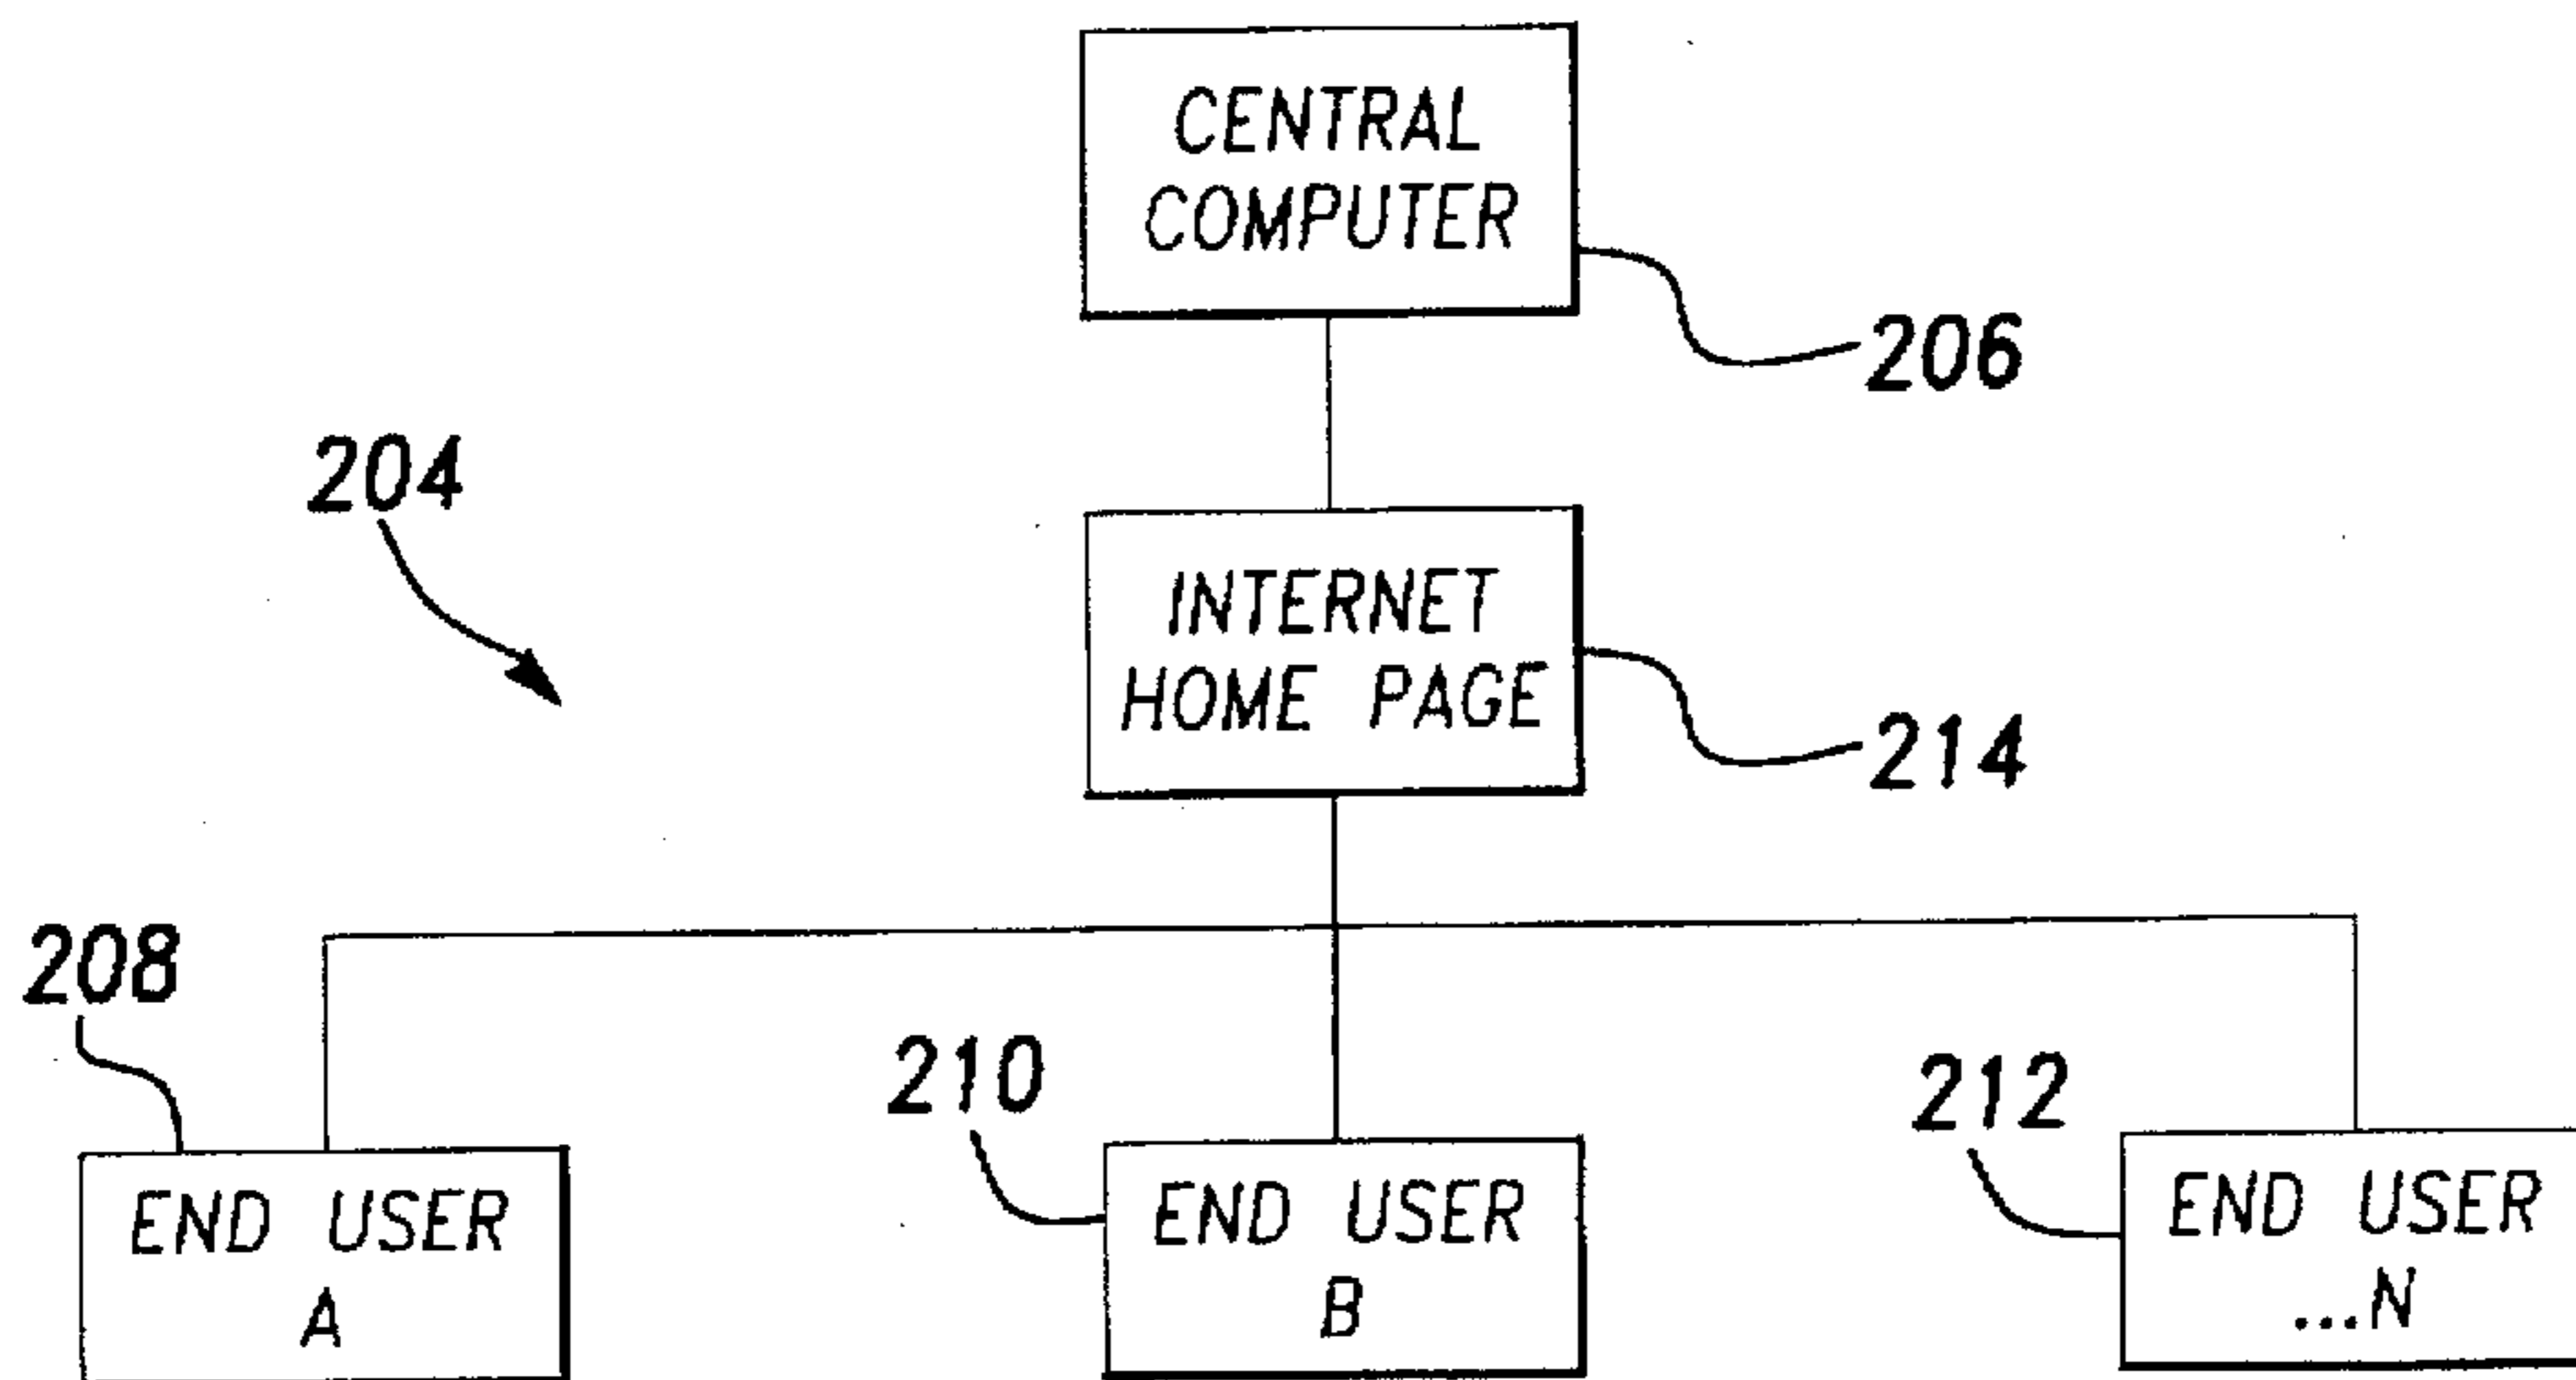 CENTRAL
COMPUTER
206
204
INTERNET
HOME PAGE
214
208
210
212
END USER
A
END USER
B
END USER
...N